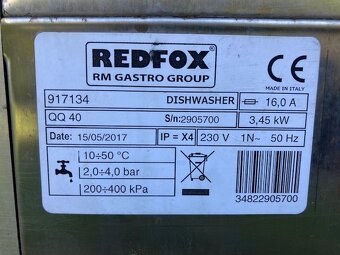 REDFOX
RM GASTRO GROUP
CE
MADE IN ITALY
917134 DISHWASHER 16,0 A
QQ 40 S/n:2905700 3,45 kW
Date: 15/05/2017 IP = X4 230 V 1N~ 50 Hz
10÷50 °C
2,0÷4,0 bar
200÷400 kPa
34822905700